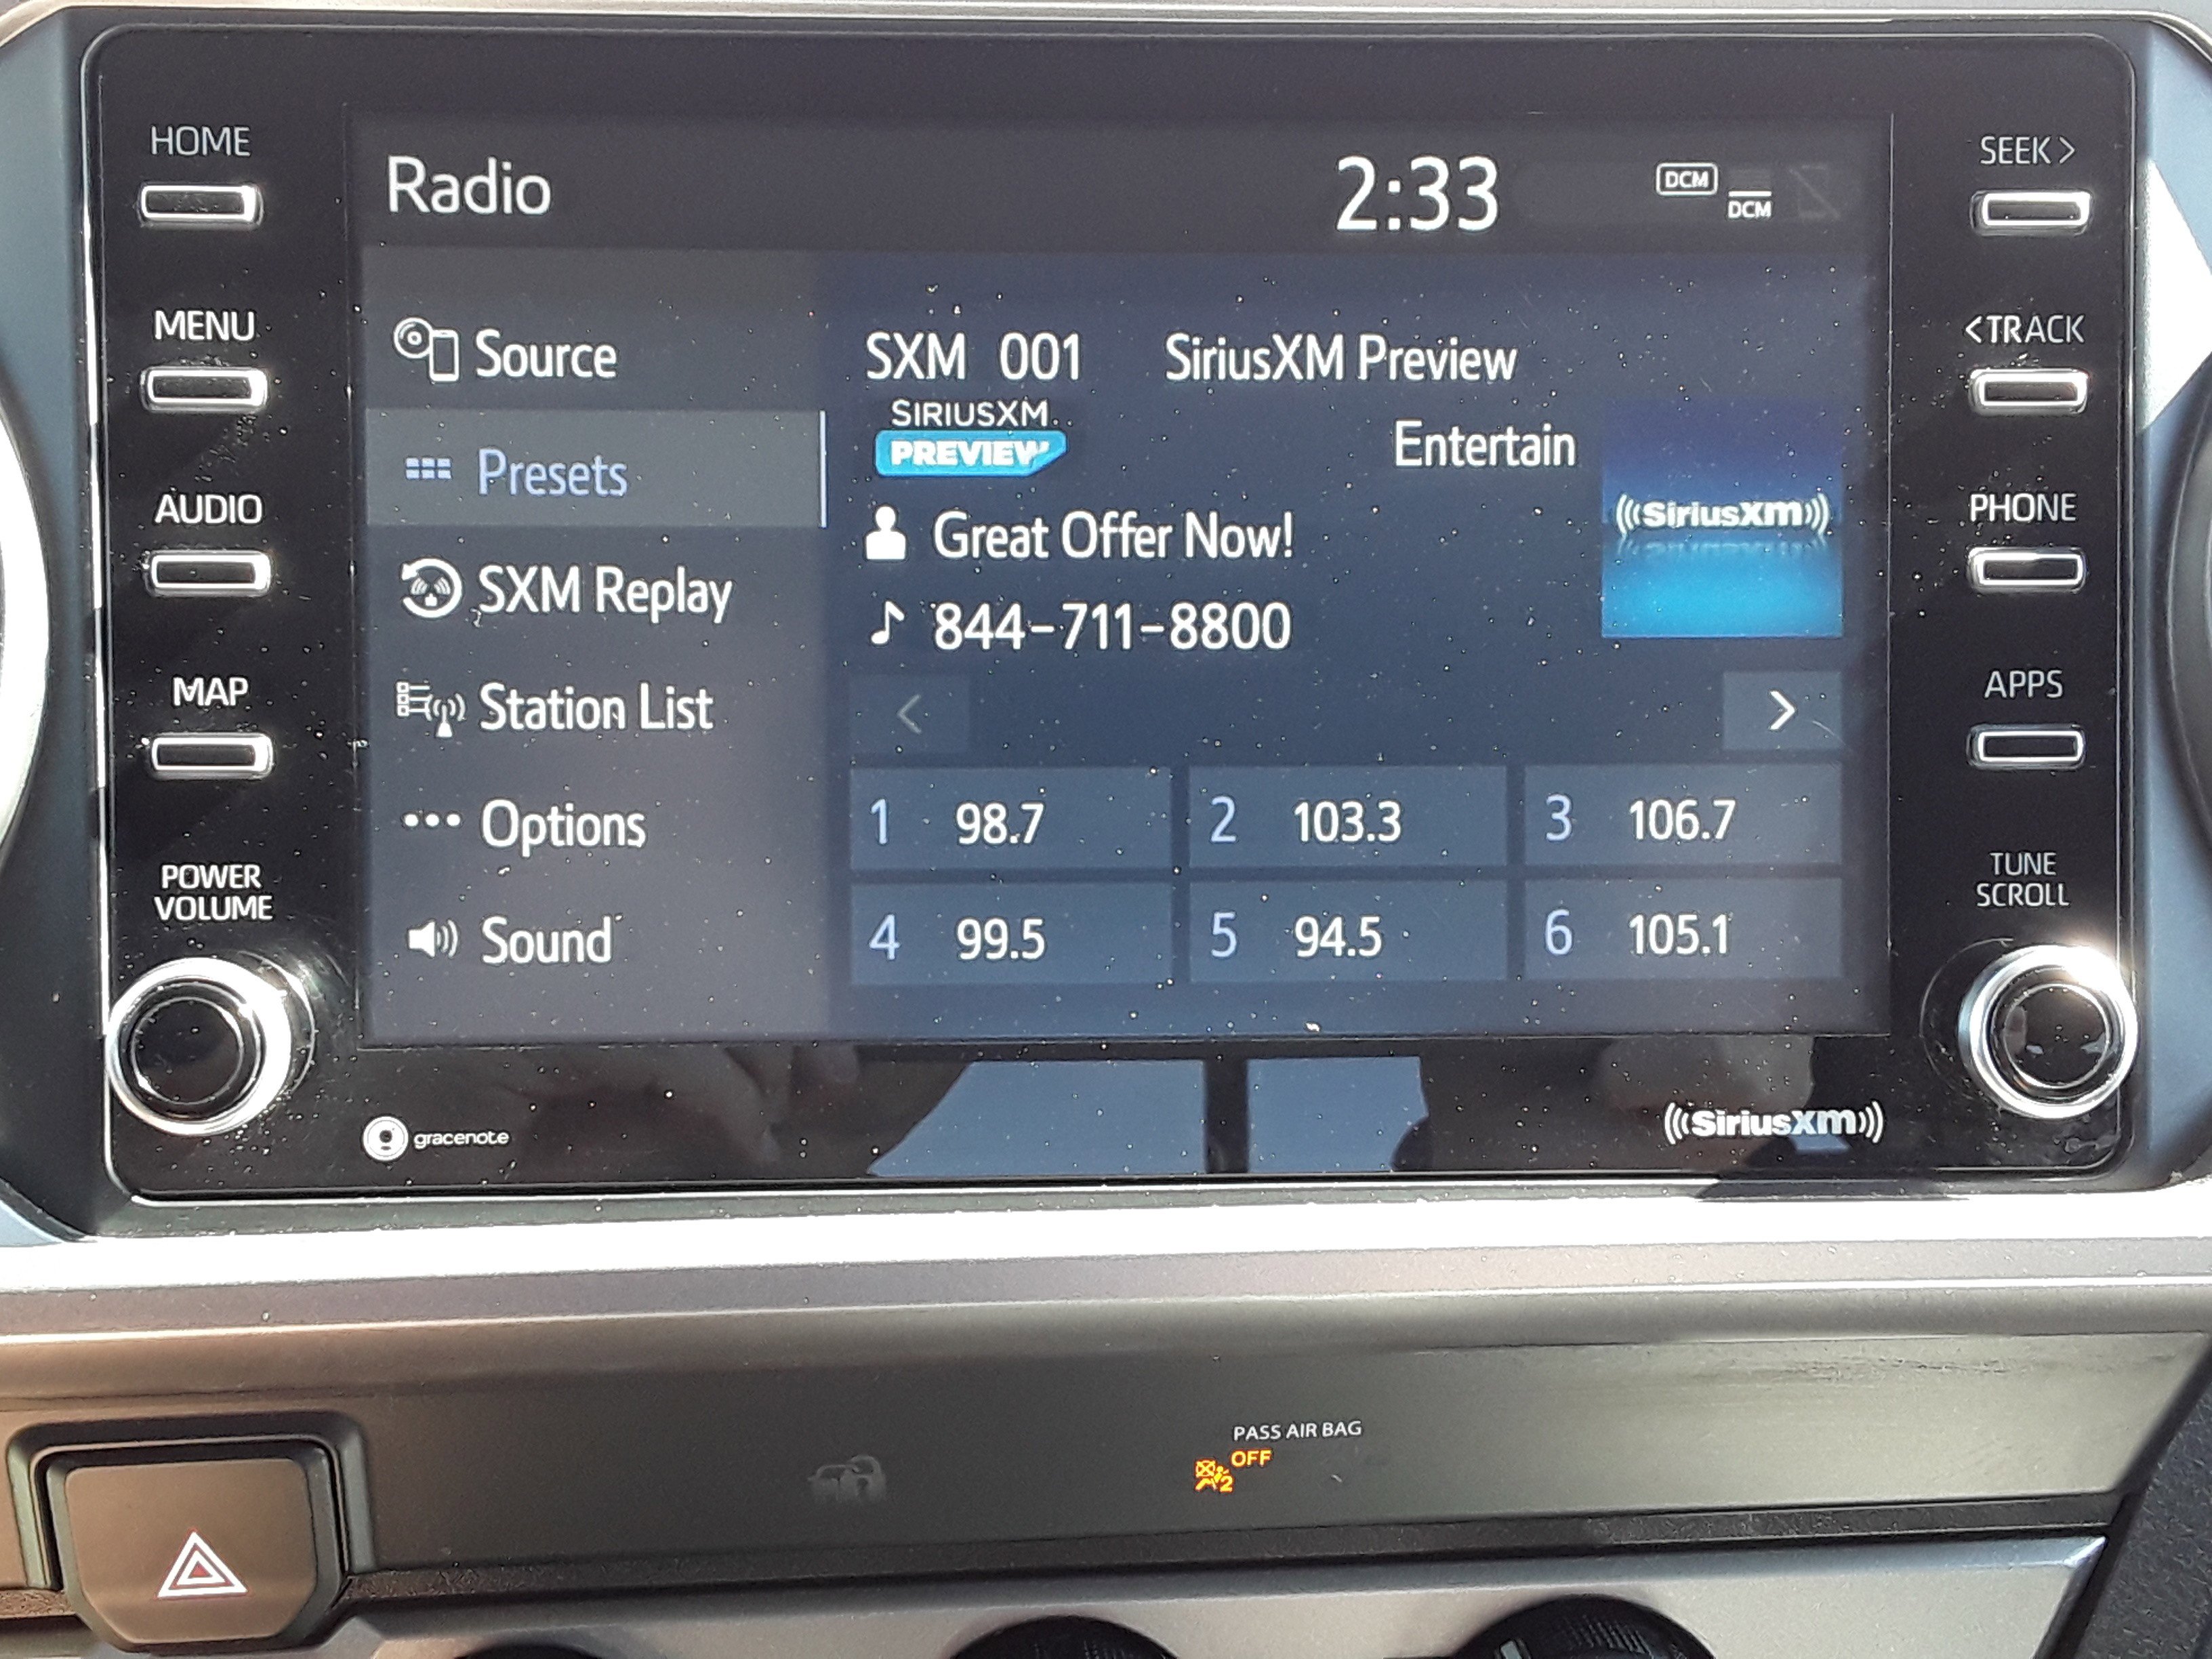 HOME
MENU
AUDIO
MAP
POWER
VOLUME
Radio
2:33
DCM
DCM
Source
Presets
SXM Replay
Station List
Options
Sound
SXM 001 SiriusXM Preview
SIRIUSXM
PREVIEW
Entertain
Great Offer Now!
844-711-8800
((SiriusXM))
<
>
1 98.7
2 103.3
3 106.7
4 99.5
5 94.5
6 105.1
SEEK >
< TRACK
PHONE
APPS
TUNE
SCROLL
gracenote
((SiriusXM))
PASS AIR BAG
OFF
2